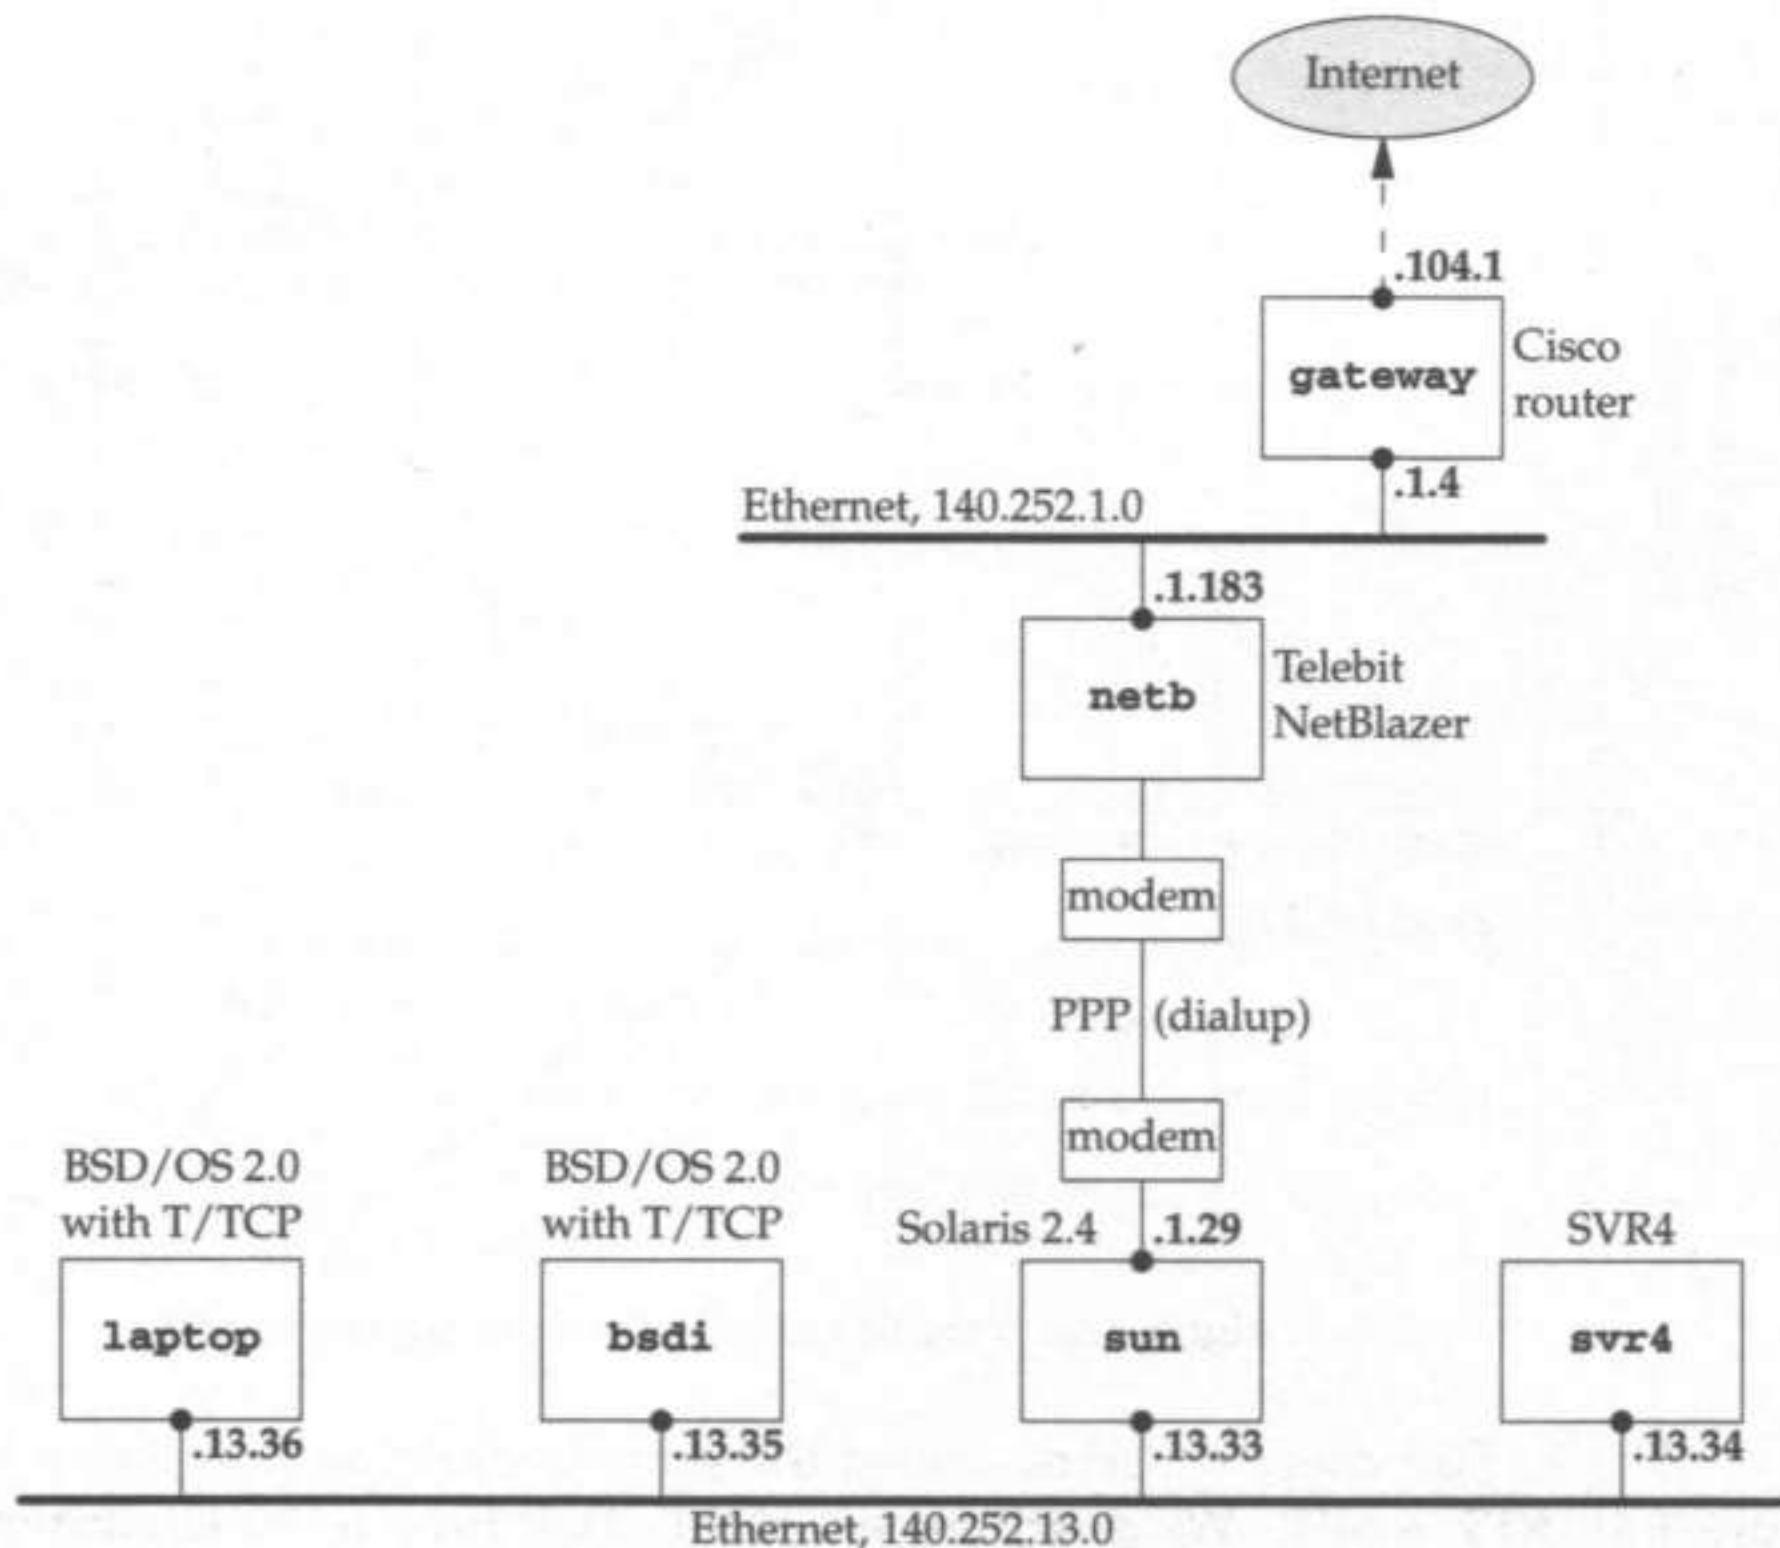 Internet
.104.1
gateway
Cisco
router
.1.4
Ethernet, 140.252.1.0
.1.183
netb
Telebit
NetBlazer
modem
PPP (dialup)
modem
BSD/OS 2.0
with T/TCP
BSD/OS 2.0
with T/TCP
Solaris 2.4
.1.29
SVR4
laptop
bsdi
sun
svr4
.13.36
.13.35
.13.33
.13.34
Ethernet, 140.252.13.0